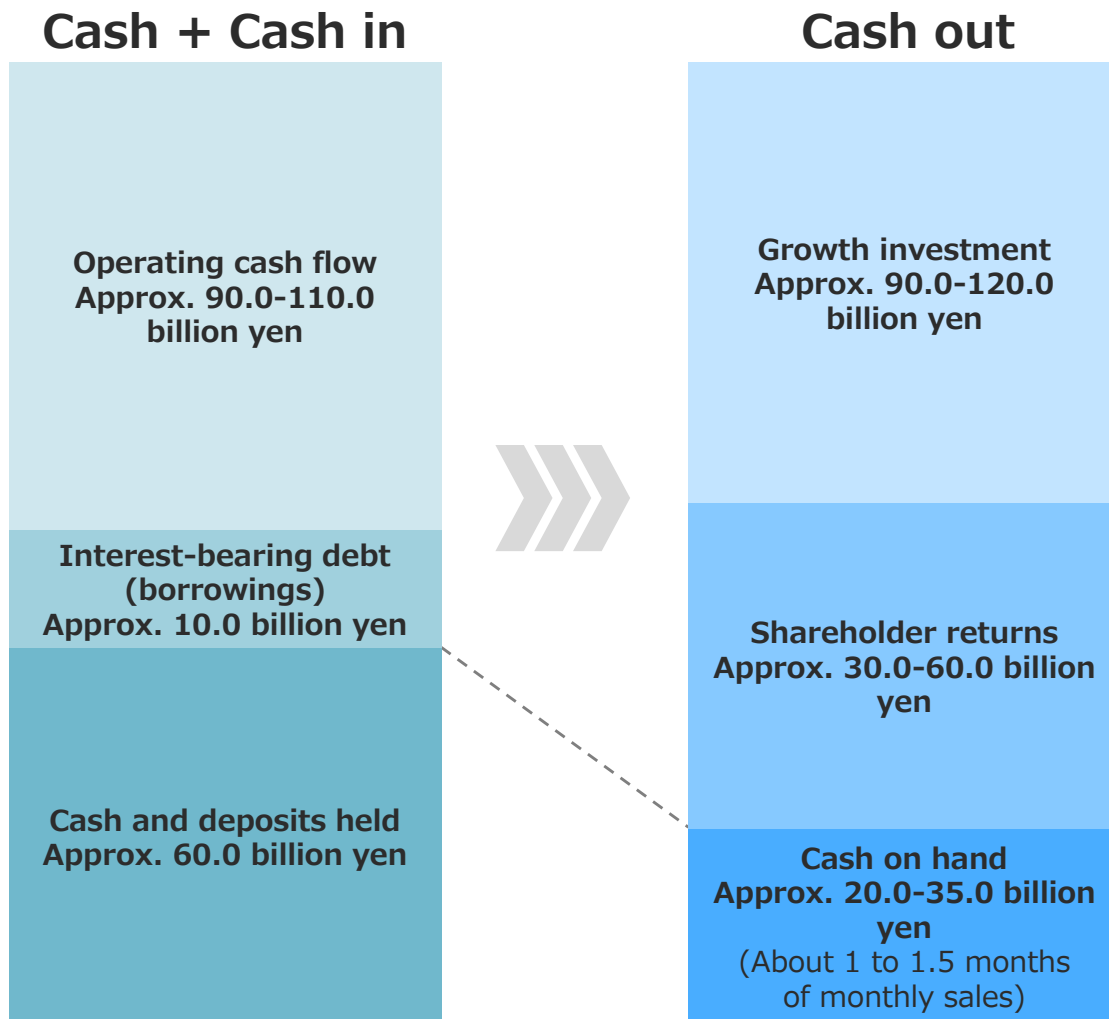 Cash + Cash in
Operating cash flow
Approx. 90.0-110.0
billion yen
Interest-bearing debt
(borrowings)
Approx. 10.0 billion yen
Cash and deposits held
Approx. 60.0 billion yen
Cash out
Growth investment
Approx. 90.0-120.0
billion yen
Shareholder returns
Approx. 30.0-60.0 billion
yen
Cash on hand
Approx. 20.0-35.0 billion
yen
(About 1 to 1.5 months
of monthly sales)